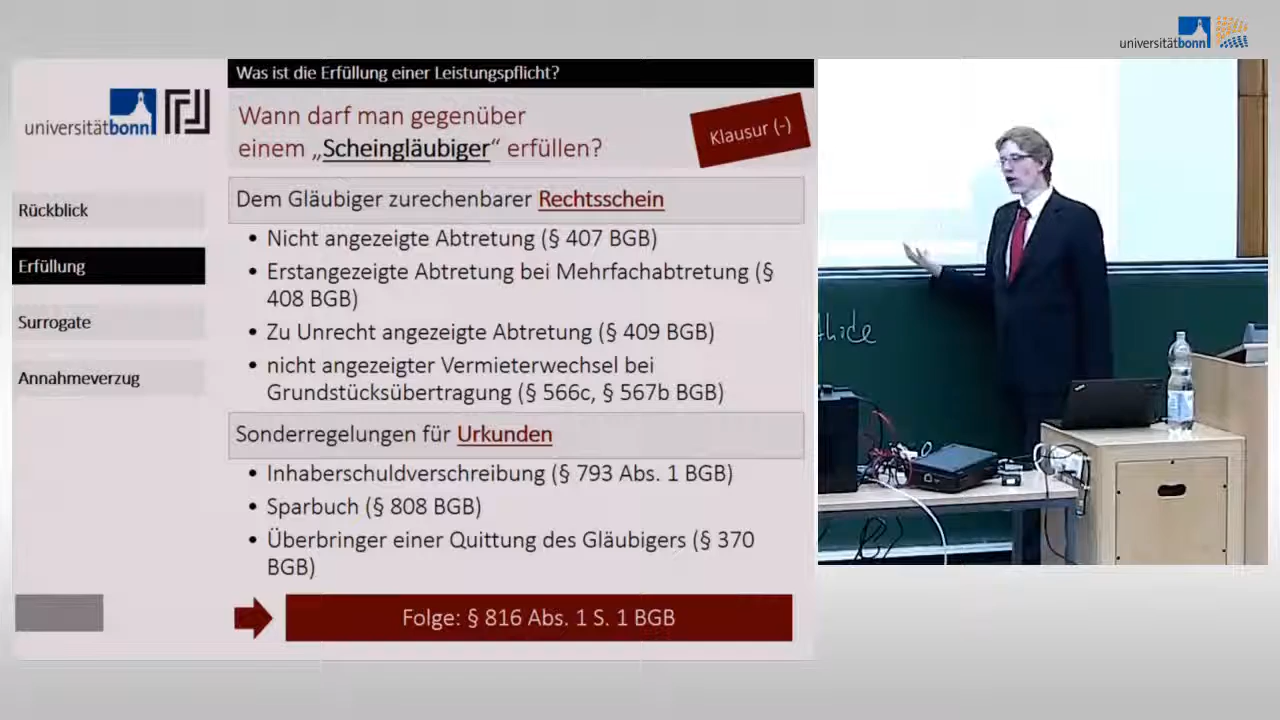 universitätbonn
Was ist die Erfüllung einer Leistungspflicht?
universitätbonn
Wann darf man gegenüber
einem „Scheingläubiger“ erfüllen?
Klausur (-)
Rückblick
Erfüllung
Surrogate
Annahmeverzug
Dem Gläubiger zurechenbarer Rechtsschein
• Nicht angezeigte Abtretung (§ 407 BGB)
• Erstangezeigte Abtretung bei Mehrfachabtretung (§
408 BGB)
• Zu Unrecht angezeigte Abtretung (§ 409 BGB)
• nicht angezeigter Vermieterwechsel bei
Grundstücksübertragung (§ 566c, § 567b BGB)
Sonderregelungen für Urkunden
• Inhaberschuldverschreibung (§ 793 Abs. 1 BGB)
• Sparbuch (§ 808 BGB)
• Überbringer einer Quittung des Gläubigers (§ 370
BGB)
Folge: § 816 Abs. 1 S. 1 BGB